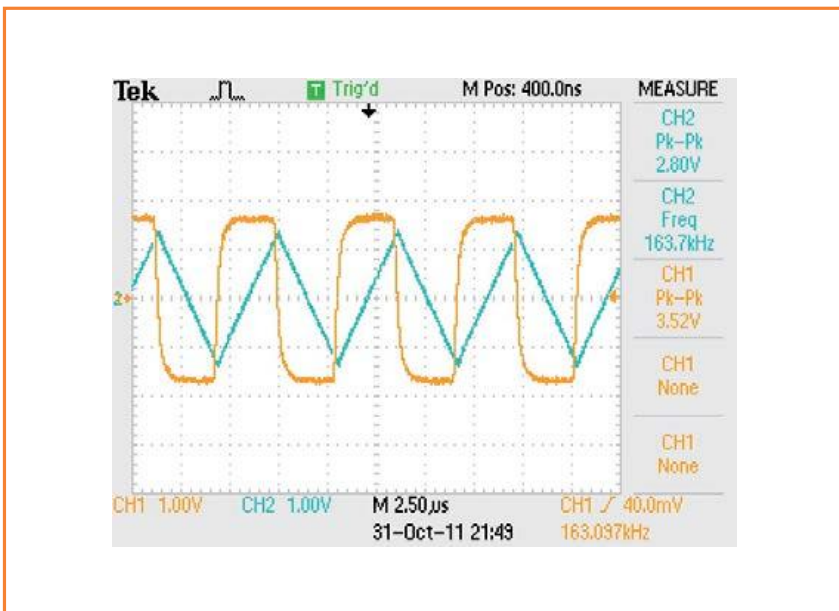 Tek T Trig'd M Pos: 400.0ns MEASURE
CH2
Pk-Pk
2.80V
CH2
Freq
163.7kHz
CH1
Pk-Pk
3.52V
CH1
None
CH1
None
2
CH1 1.00V CH2 1.00V M 2.50µs CH1 40.0mV
31-Oct-11 21:49 163.097kHz